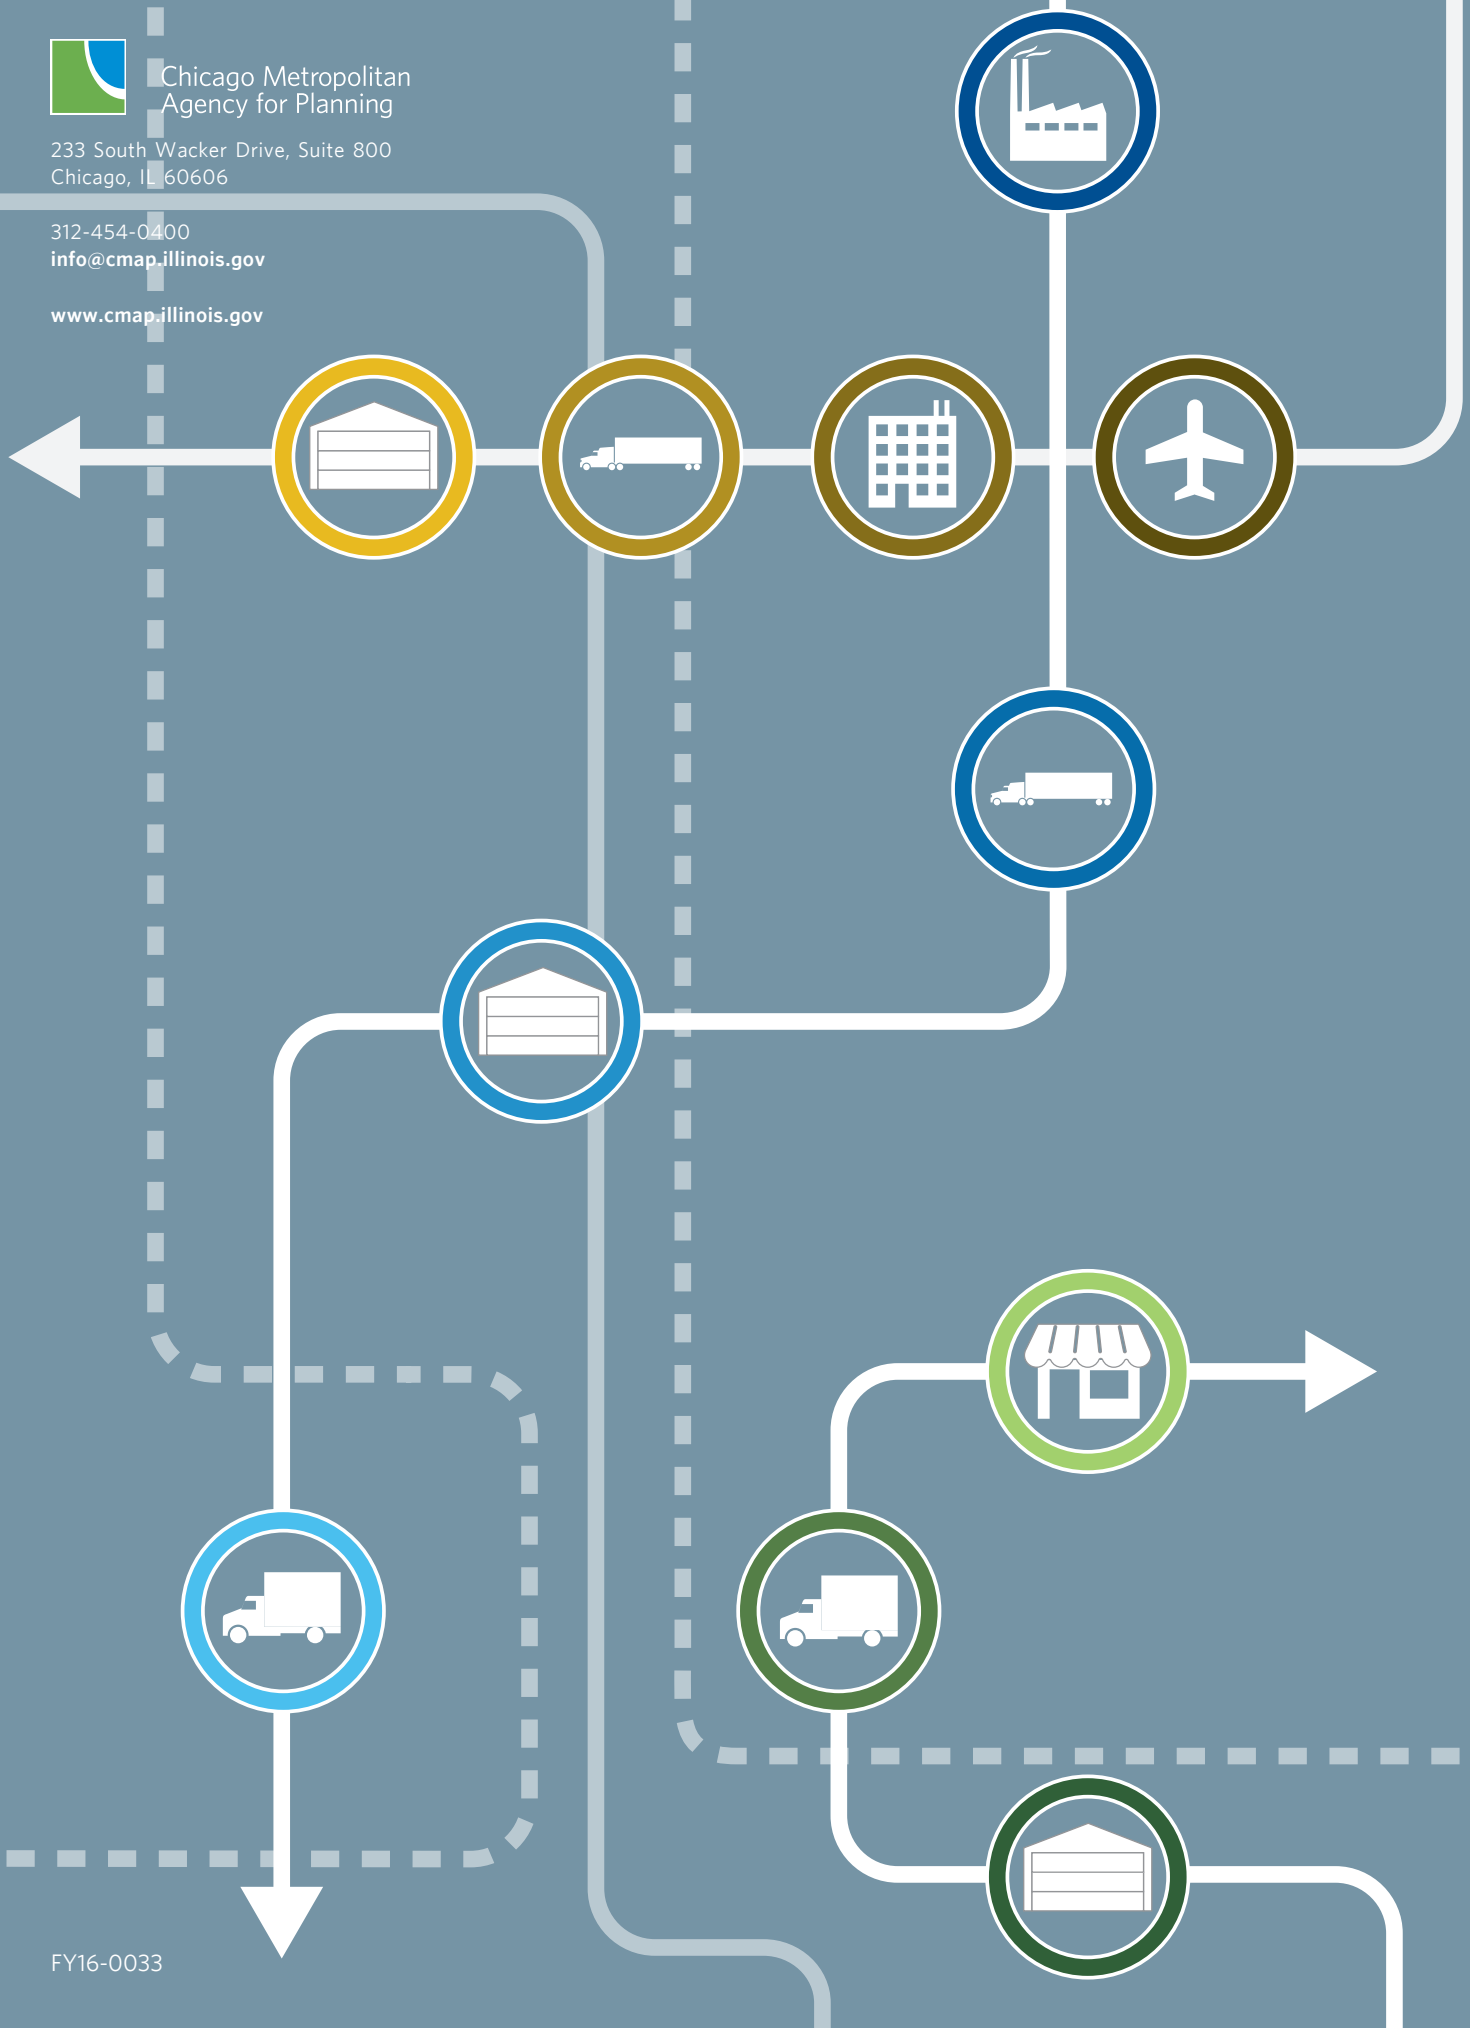 Chicago Metropolitan
Agency for Planning
233 South Wacker Drive, Suite 800
Chicago, IL 60606
312-454-0400
info@cmap.illinois.gov
www.cmap.illinois.gov
FY16-0033